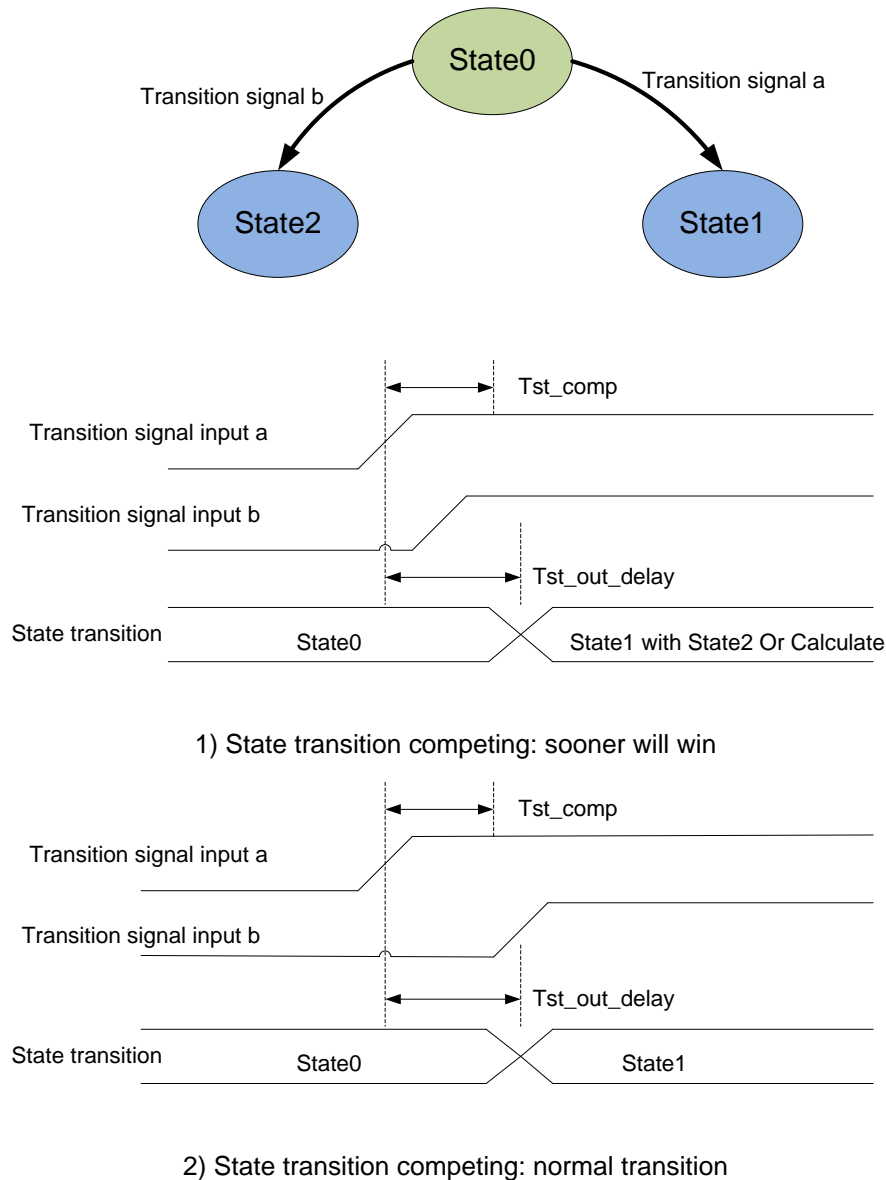 State0
Transition signal b
Transition signal a
State2
State1
Tst_comp
Transition signal input a
Transition signal input b
Tst_out_delay
State transition
State0
State1 with State2 Or Calculate
1) State transition competing: sooner will win
Tst_comp
Transition signal input a
Transition signal input b
Tst_out_delay
State transition
State0
State1
2) State transition competing: normal transition